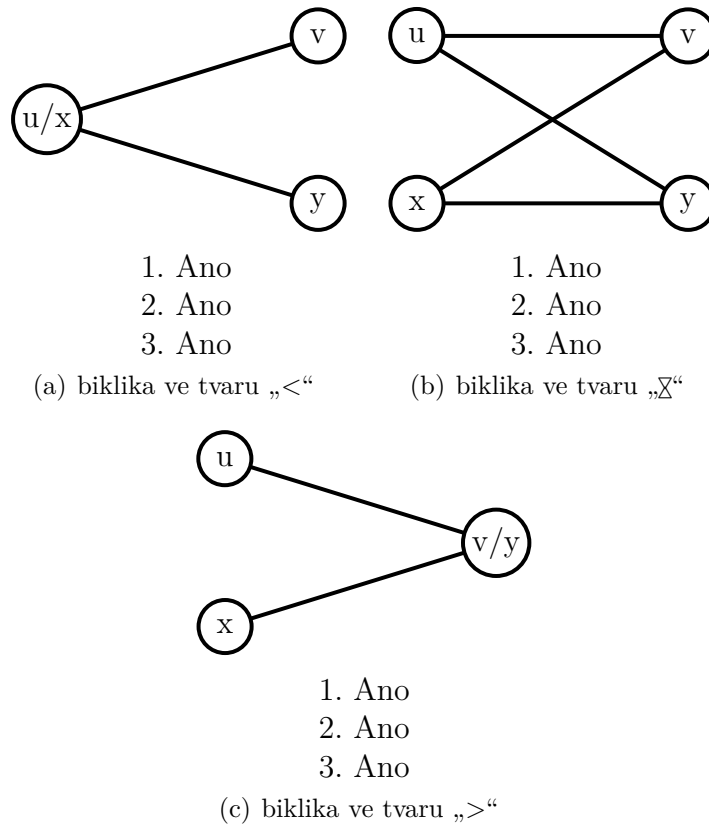 v
u/x
y
1. Ano
2. Ano
3. Ano
(a) biklika ve tvaru „<“
u
v
x
y
1. Ano
2. Ano
3. Ano
(b) biklika ve tvaru „⧖“
u
v/y
x
1. Ano
2. Ano
3. Ano
(c) biklika ve tvaru „>“